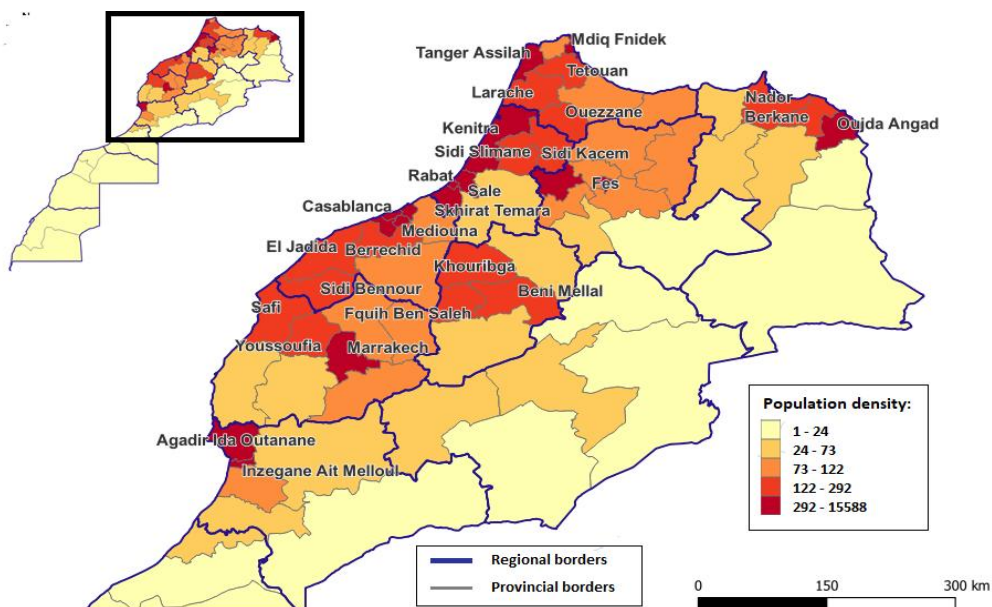 Mdiq Fnidek
Tanger Assilah
Tetouan
Larache
Nador
Ouezzane
Berkane
Oujda Angad
Kenitra
Sidi Slimane
Sidi Kacem
Rabat
Fes
Sale
Casablanca
Skhirat Temara
Mediouna
El Jadida
Berrechid
Khouribga
Sidi Bennour
Beni Mellal
Safi
Fquih Ben Saleh
Youssoufia
Marrakech
Agadir Ida Outanane
Inzegane Ait Melloul
Population density:
1 - 24
24 - 73
73 - 122
122 - 292
292 - 15588
Regional borders
Provincial borders
0 150 300 km